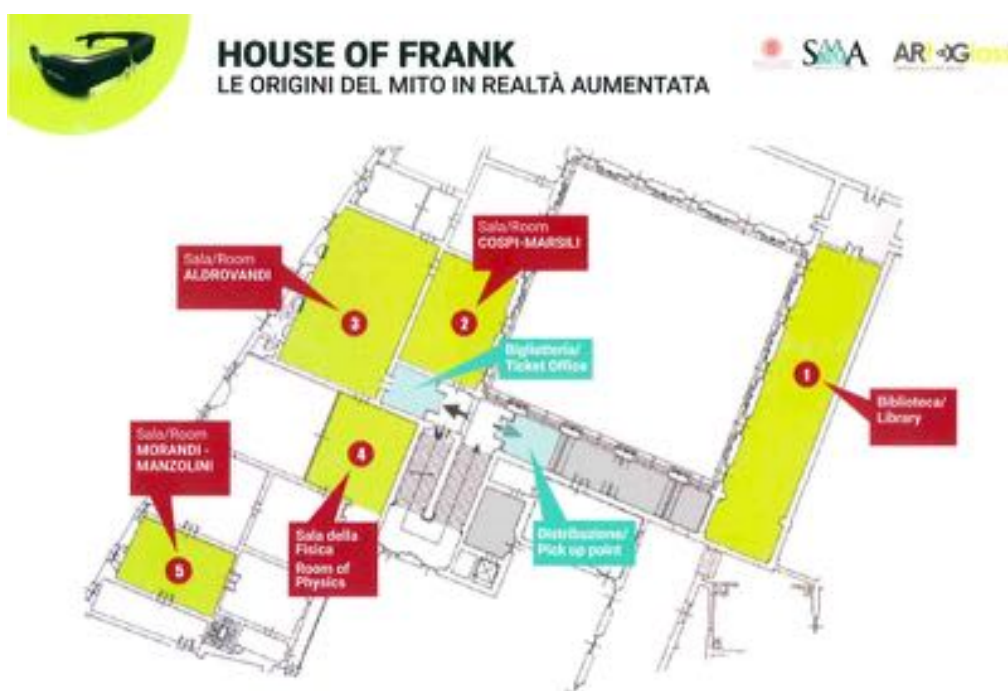 HOUSE OF FRANK
LE ORIGINI DEL MITO IN REALTÀ AUMENTATA
SMA
Sala/Room
COSPI-MARSILI
Sala/Room
ALDROVANDI
3
2
Biglietteria/
Ticket Office
1
Biblioteca/
Library
Sala/Room
MORANDI -
MANZOLINI
4
Sala della
Fisica
Room of
Physics
Distribuzione/
Pick up point
5